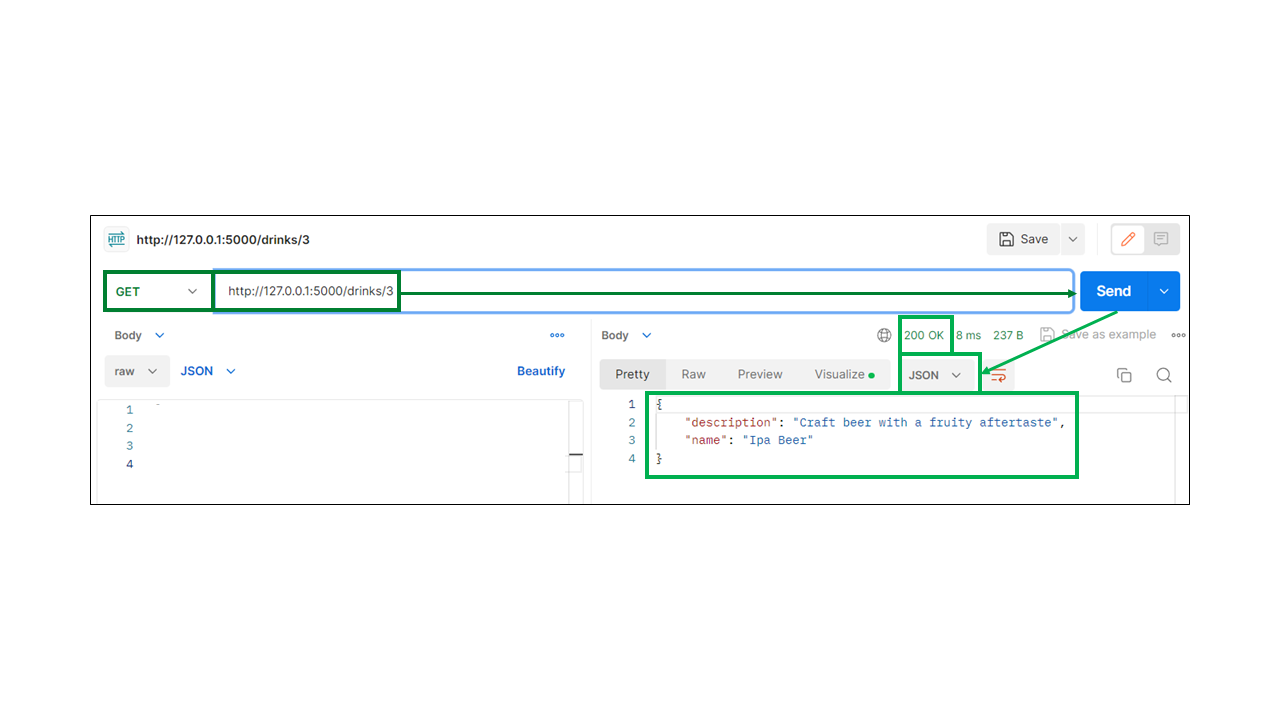 HTTP http://127.0.0.1:5000/drinks/3 Save
GET http://127.0.0.1:5000/drinks/3 Send
Body
raw JSON Beautify
1
2
3
4
Body 200 OK 8 ms 237 B Save as example
Pretty Raw Preview Visualize JSON
1 {
2 "description": "Craft beer with a fruity aftertaste",
3 "name": "Ipa Beer"
4 }